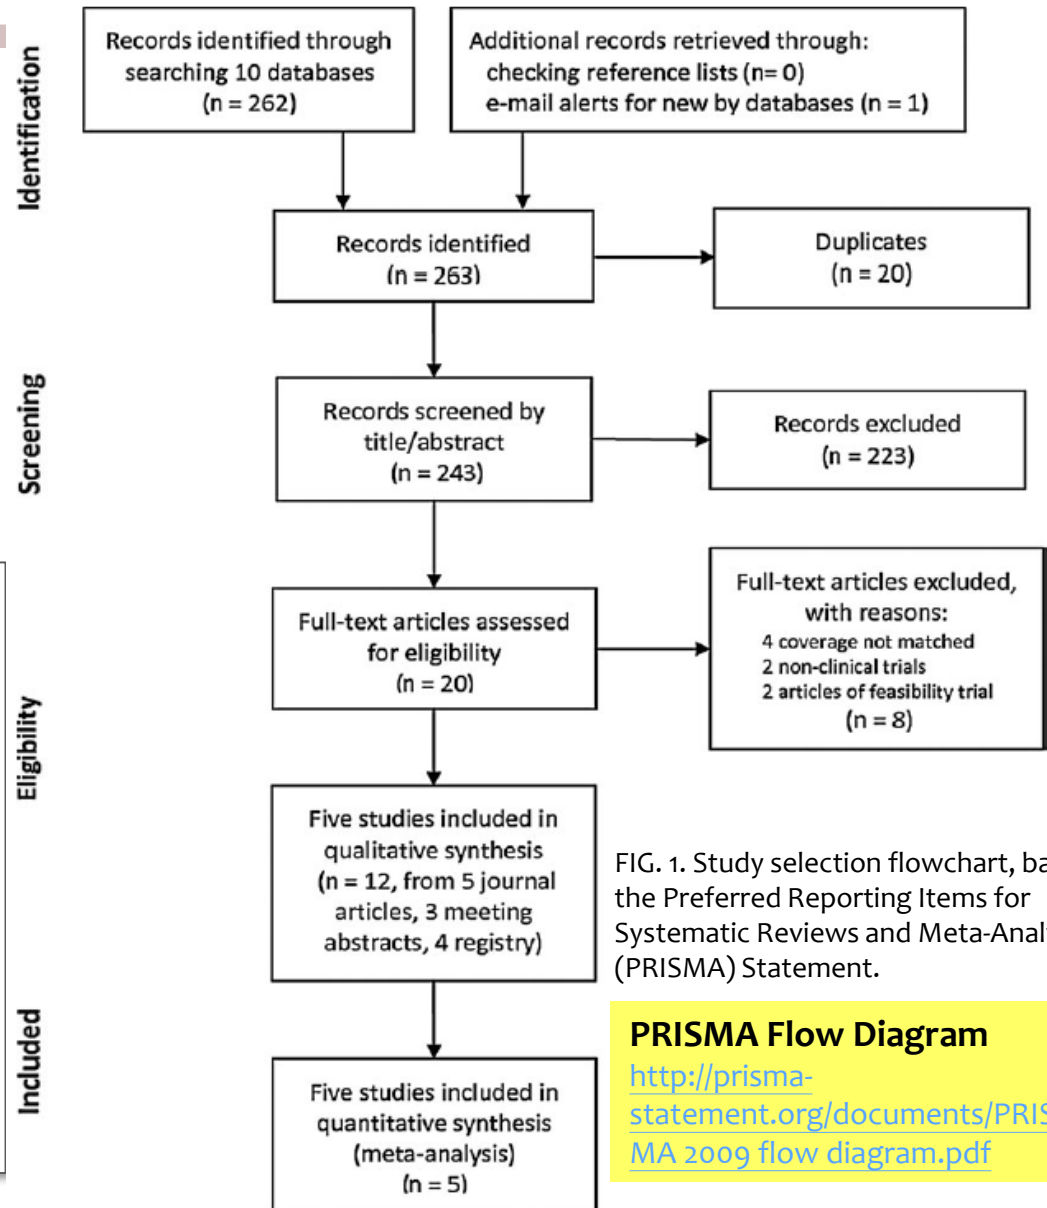 Identification
Records identified through
searching 10 databases
(n = 262)
Additional records retrieved through:
checking reference lists (n= 0)
e-mail alerts for new by databases (n = 1)
Records identified
(n = 263)
Duplicates
(n = 20)
Screening
Records screened by
title/abstract
(n = 243)
Records excluded
(n = 223)
Eligibility
Full-text articles assessed
for eligibility
(n = 20)
Full-text articles excluded,
with reasons:
4 coverage not matched
2 non-clinical trials
2 articles of feasibility trial
(n = 8)
Five studies included in
qualitative synthesis
(n = 12, from 5 journal
articles, 3 meeting
abstracts, 4 registry)
FIG. 1. Study selection flowchart, ba
the Preferred Reporting Items for
Systematic Reviews and Meta-Anal
(PRISMA) Statement.
Included
Five studies included in
quantitative synthesis
(meta-analysis)
(n = 5)
PRISMA Flow Diagram
http://prisma-
statement.org/documents/PRIS
MA 2009 flow diagram.pdf